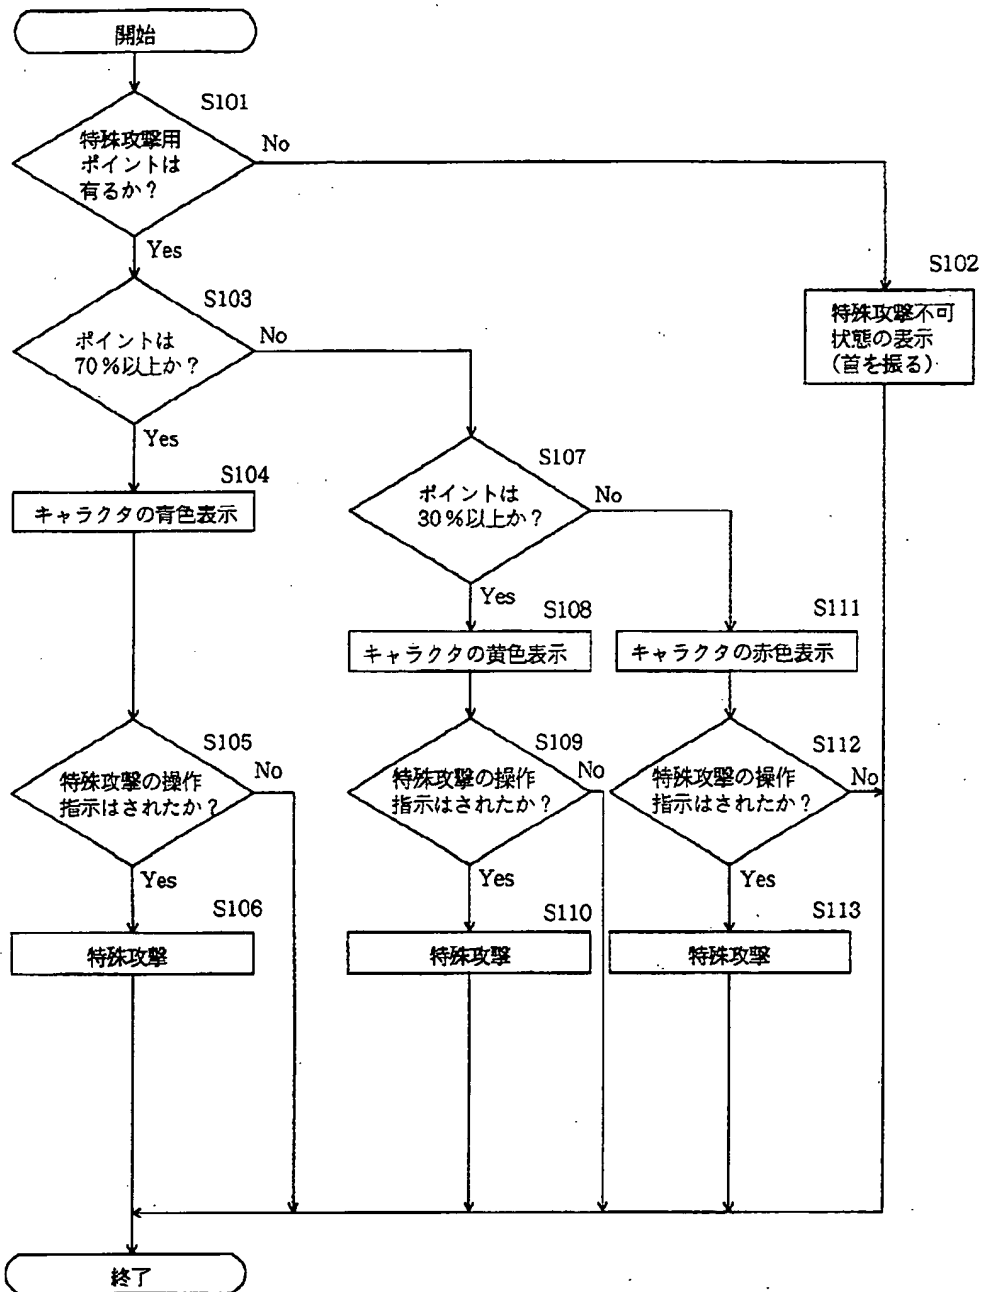 開始
S101
特殊攻撃用
ポイントは
有るか？
No
Yes
S102
特殊攻撃不可
状態の表示
（首を振る）
S103
ポイントは
70％以上か？
No
Yes
S104
キャラクタの青色表示
S107
ポイントは
30％以上か？
No
Yes
S108
キャラクタの黄色表示
S111
キャラクタの赤色表示
S105
特殊攻撃の操作
指示はされたか？
No
Yes
S109
特殊攻撃の操作
指示はされたか？
No
Yes
S112
特殊攻撃の操作
指示はされたか？
No
Yes
S106
特殊攻撃
S110
特殊攻撃
S113
特殊攻撃
終了